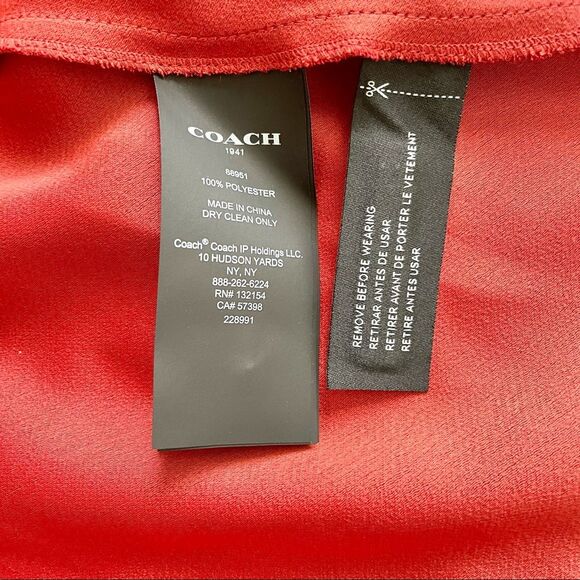 COACH
1941
88951
100% POLYESTER
MADE IN CHINA
DRY CLEAN ONLY
Coach® Coach IP Holdings LLC.
10 HUDSON YARDS
NY, NY
888-262-6224
RN# 132154
CA# 57398
228991
REMOVE BEFORE WEARING
RETIRAR ANTES DE USAR
RETIRER AVANT DE PORTER LE VETEMENT
RETIRE ANTES USAR